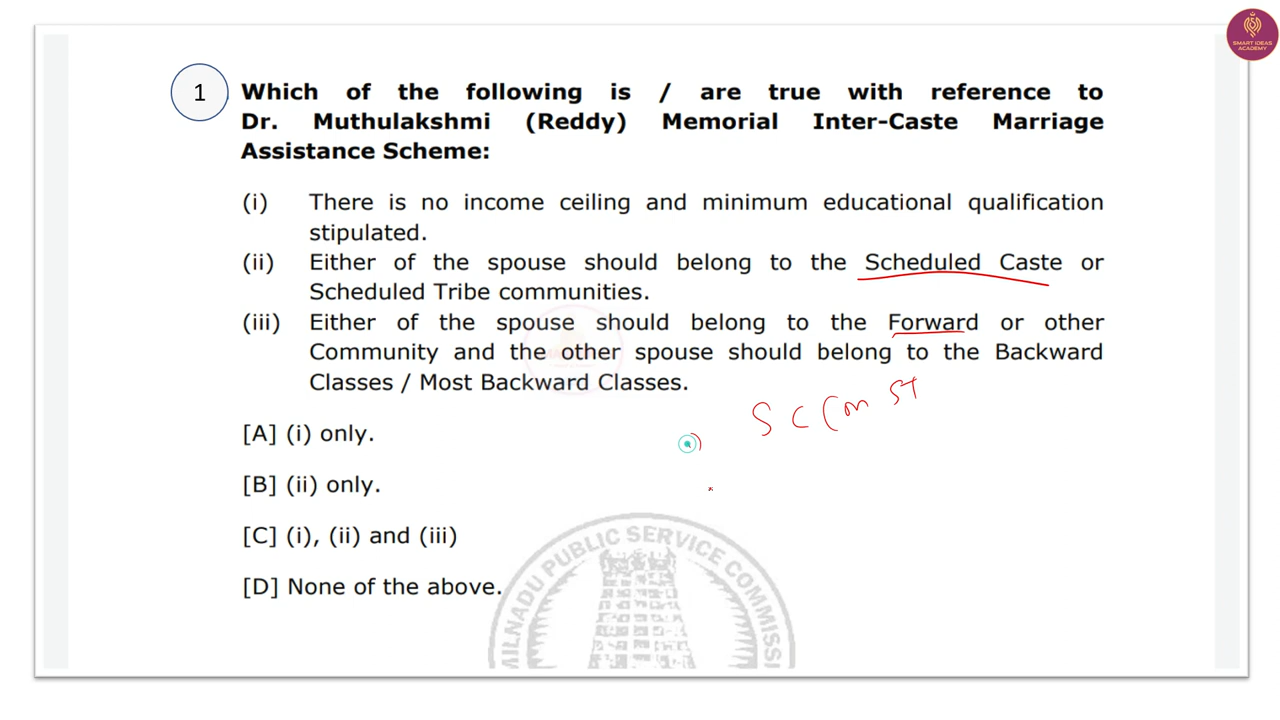 SMART IDEAS
ACADEMY
1
Which of the following is / are true with reference to
Dr. Muthulakshmi (Reddy) Memorial Inter-Caste Marriage
Assistance Scheme:
(i) There is no income ceiling and minimum educational qualification
stipulated.
(ii) Either of the spouse should belong to the Scheduled Caste or
Scheduled Tribe communities.
(iii) Either of the spouse should belong to the Forward or other
Community and the other spouse should belong to the Backward
Classes / Most Backward Classes.
SC (or ST
[A] (i) only.
[B] (ii) only.
[C] (i), (ii) and (iii)
[D] None of the above.
MILNADU PUBLIC SERVICE COMMISSI